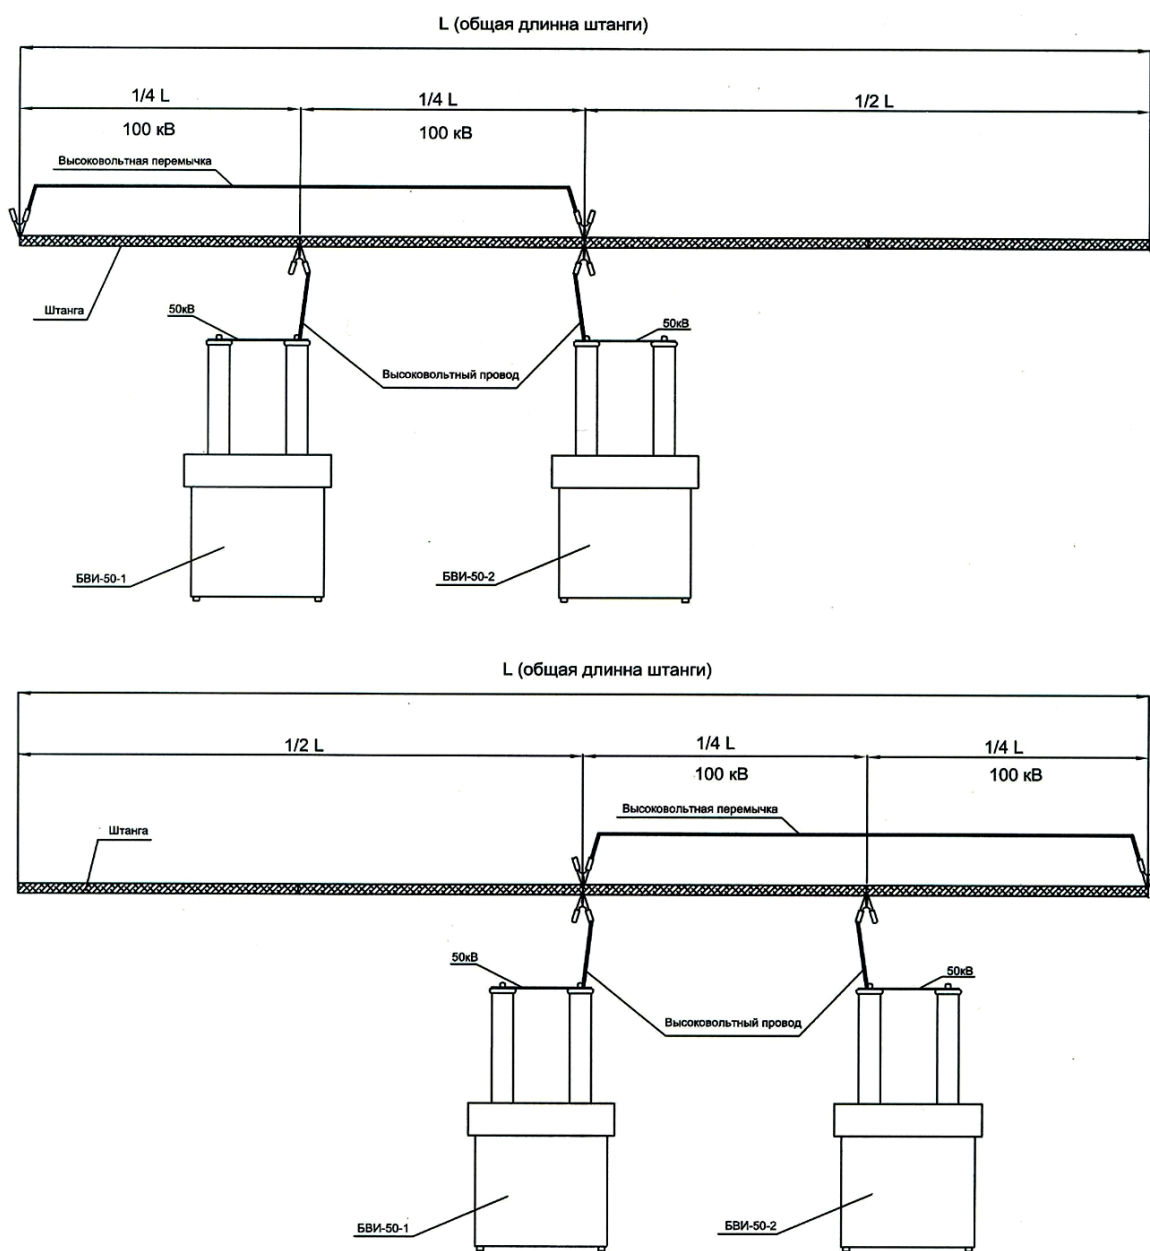 L (общая длинна штанги)
1/4 L
1/4 L
1/2 L
100 кВ
100 кВ
Высоковольтная перемычка
Штанга
50кВ
50кВ
Высоковольтный провод
БВИ-50-1
БВИ-50-2
L (общая длинна штанги)
1/2 L
1/4 L
1/4 L
100 кВ
100 кВ
Высоковольтная перемычка
Штанга
50кВ
50кВ
Высоковольтный провод
БВИ-50-1
БВИ-50-2